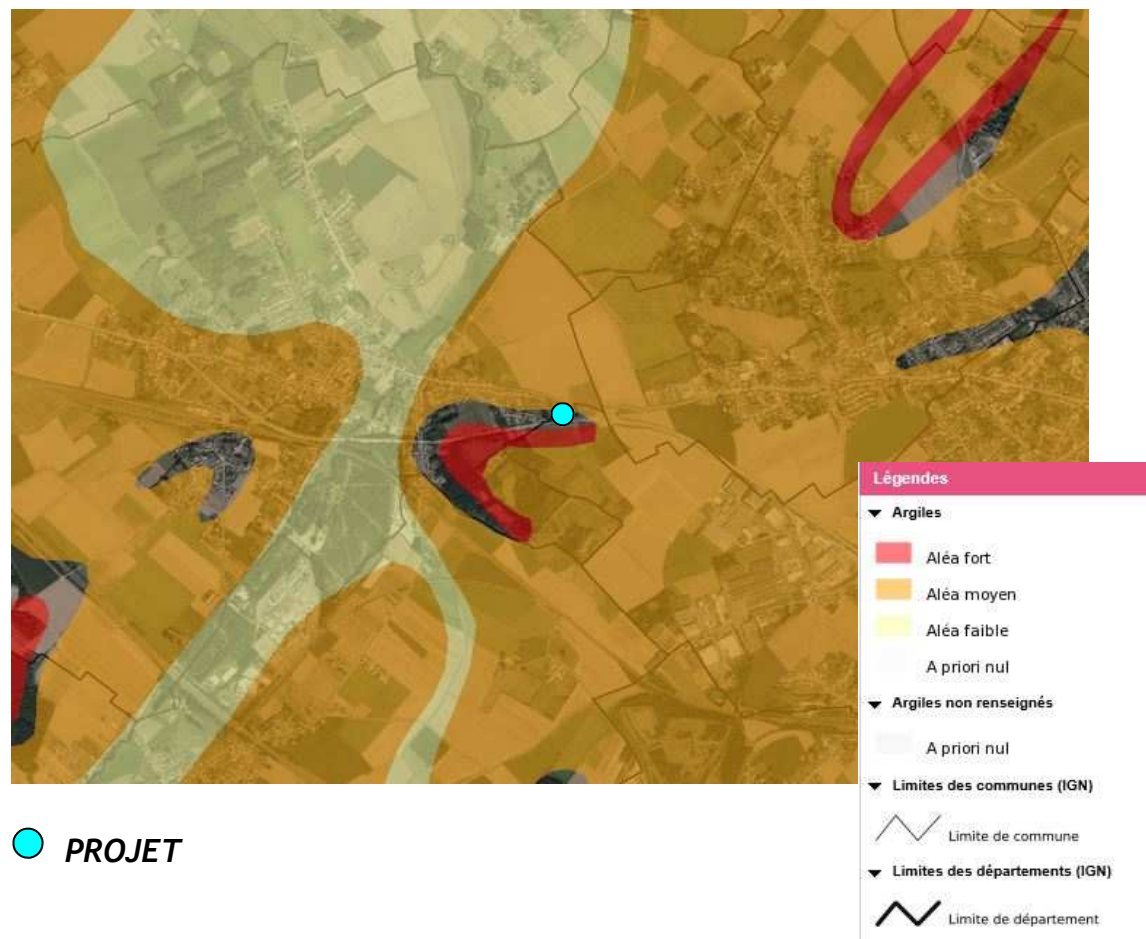 Légendes
Argiles
Aléa fort
Aléa moyen
Aléa faible
A priori nul
Argiles non renseignés
A priori nul
Limites des communes (IGN)
Limite de commune
Limites des départements (IGN)
Limite de département
PROJET